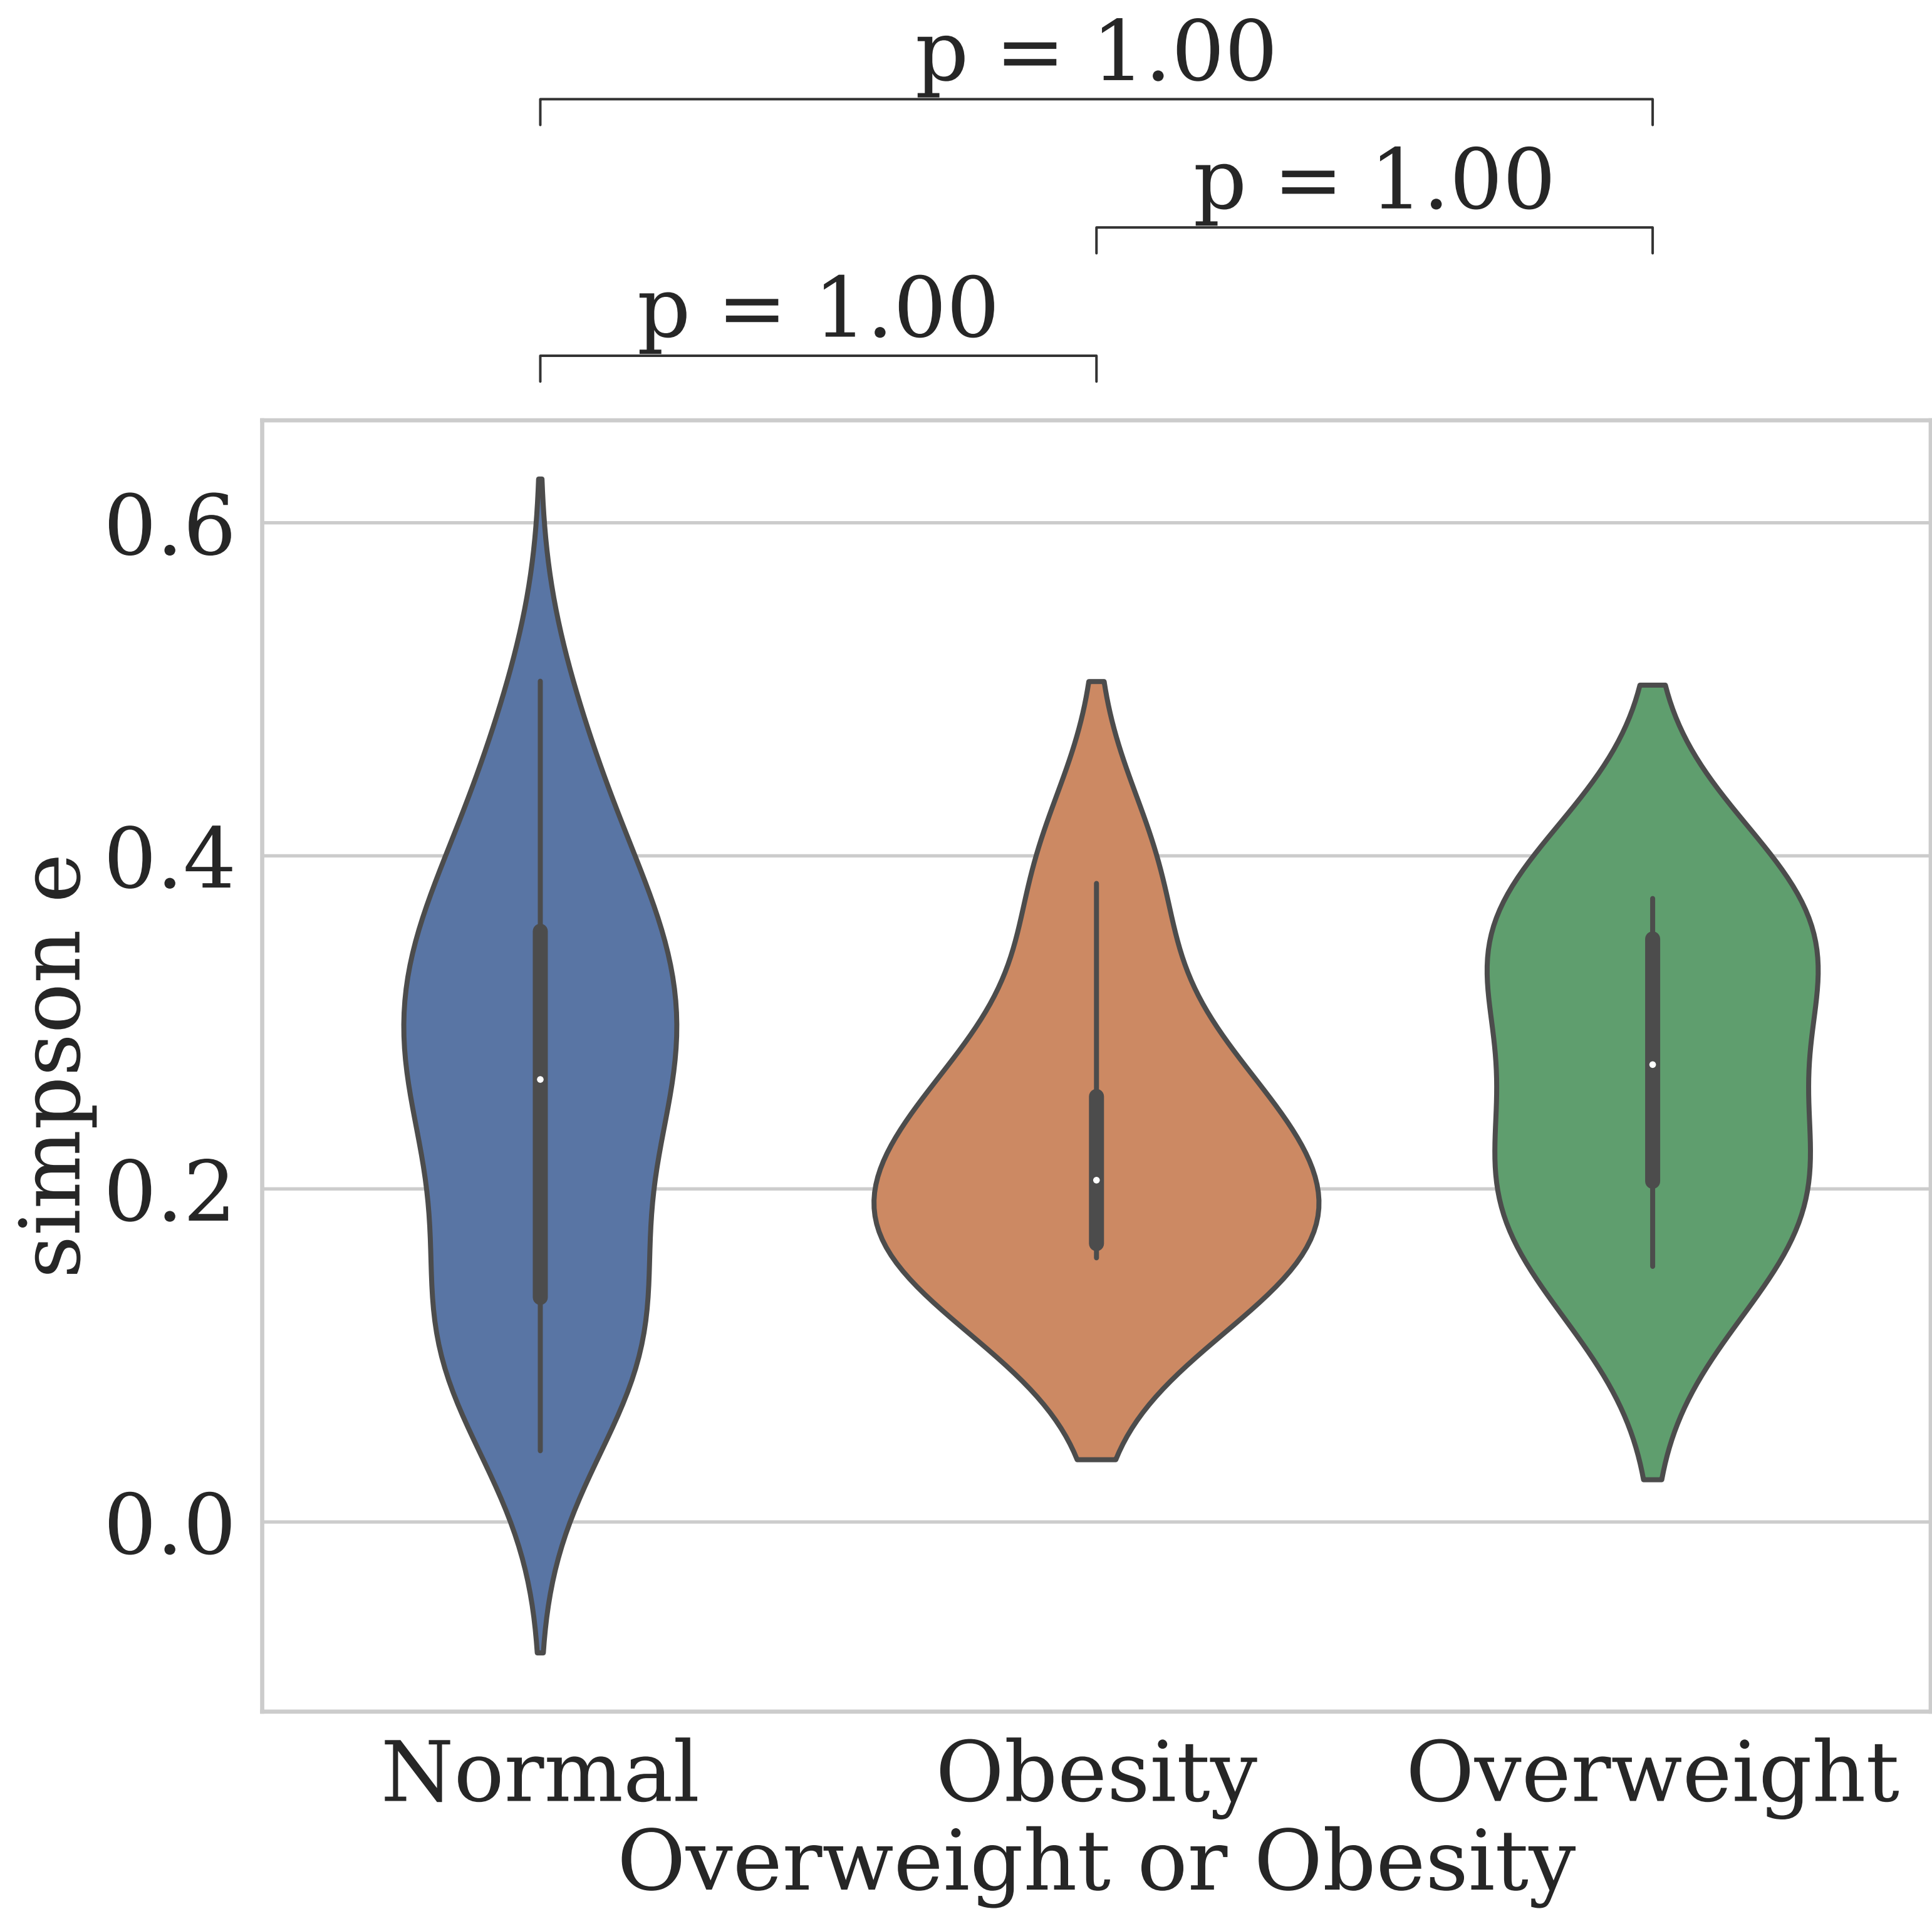 p = 1.00
p = 1.00
p = 1.00
0.6
0.4
0.2
0.0
simpson e
Normal
Obesity
Overweight
Overweight or Obesity